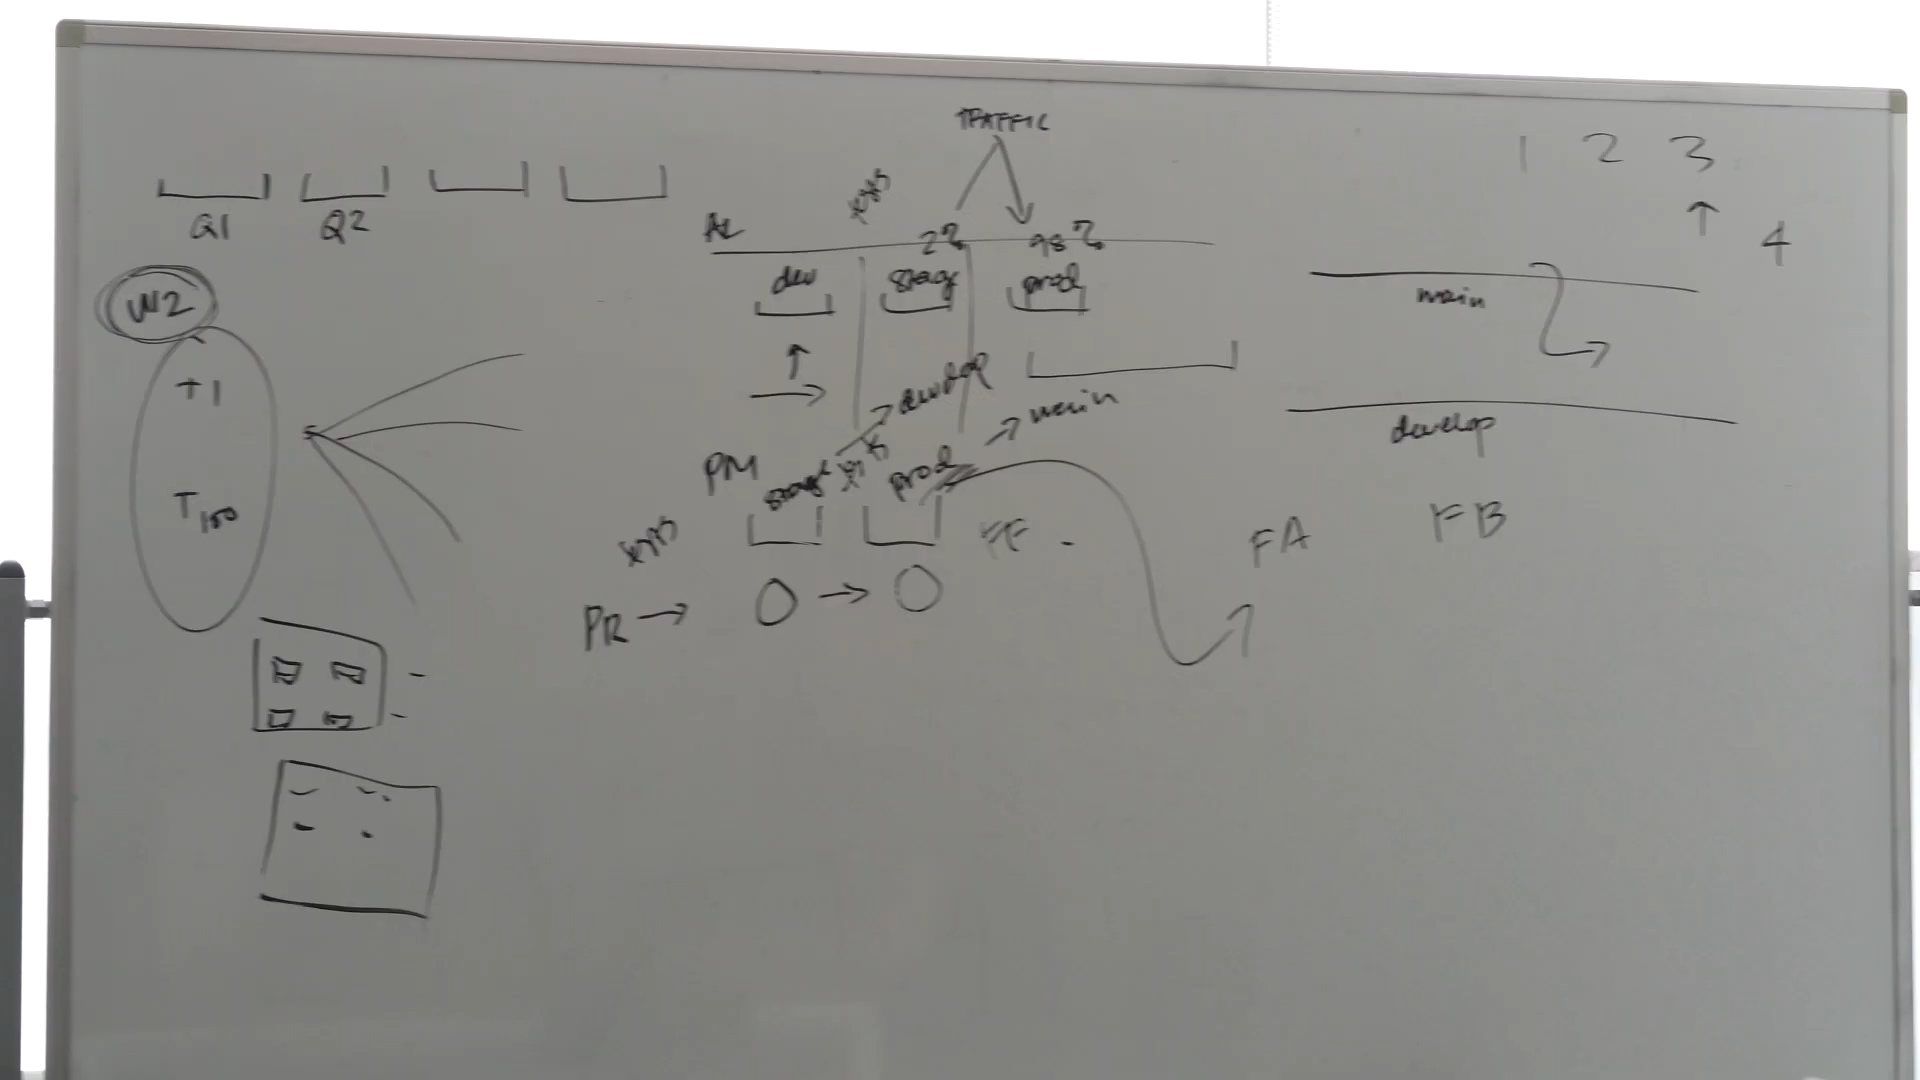 TRAFFIC
1 2 3
4
Q1 Q2
2% 98%
dev stage prod
W2
main
T1
develop
main
develop
PM
stage prod
T100
FF -
FA FB
PR → O → O